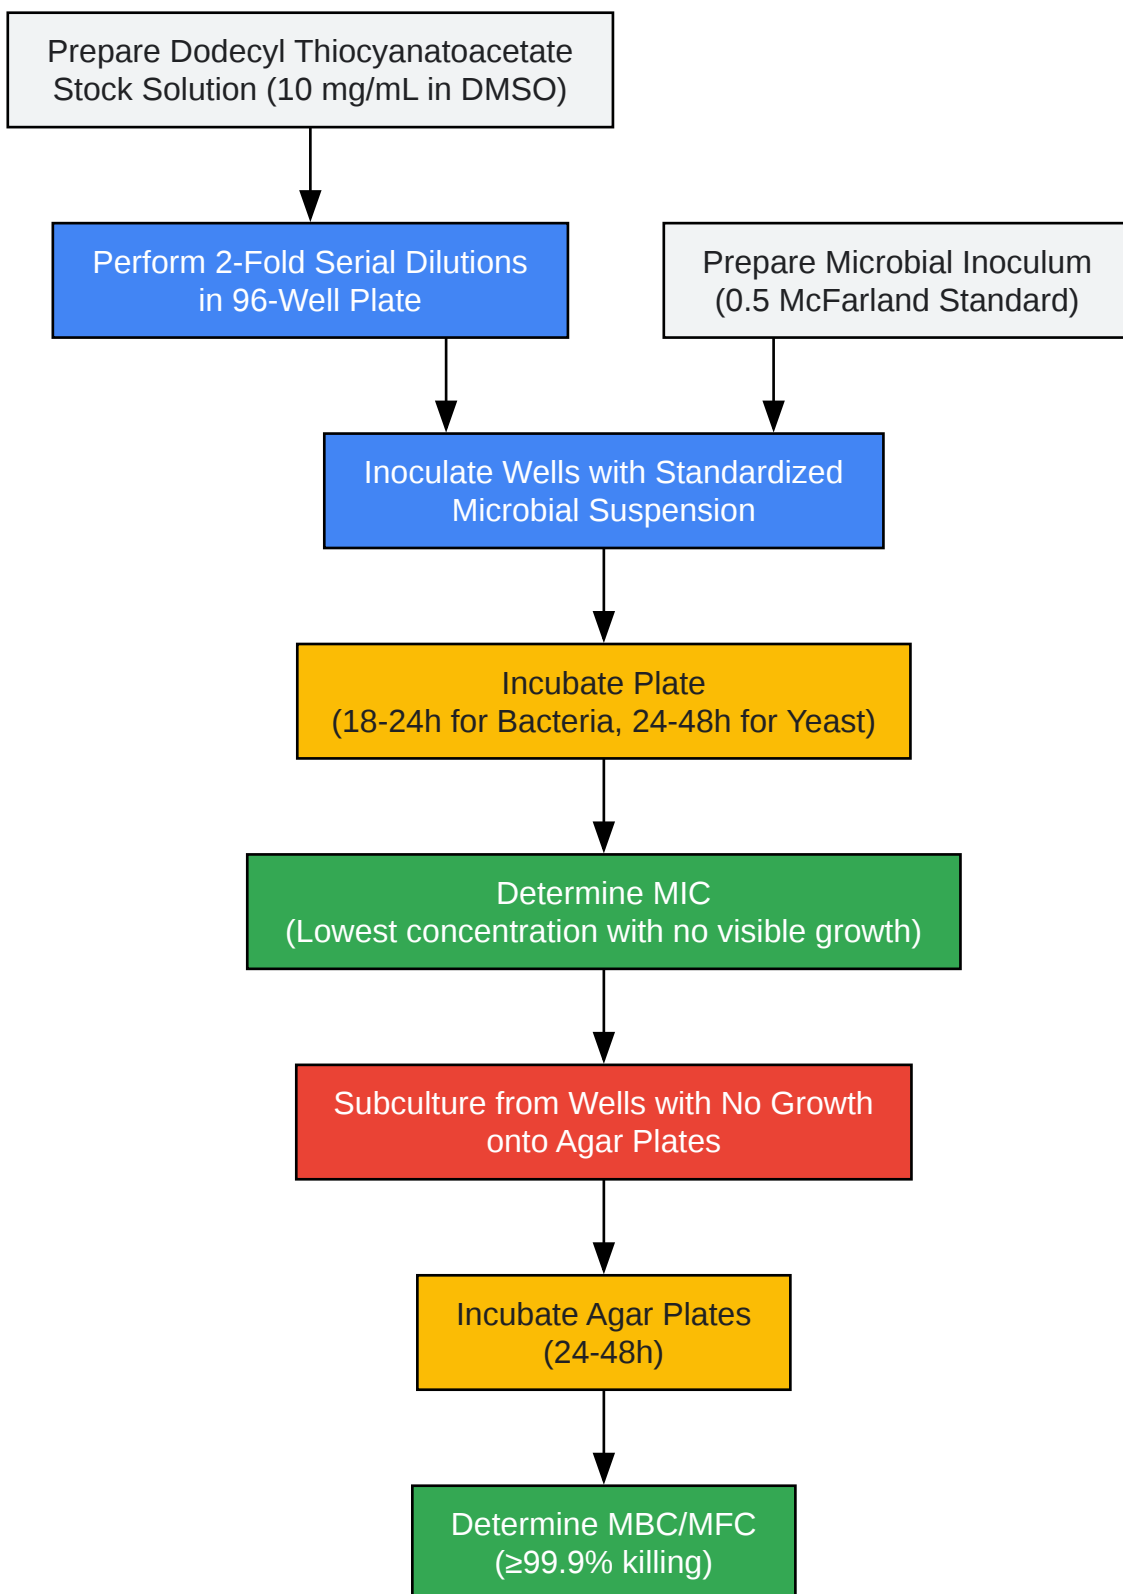 Prepare Dodecyl Thiocyanatoacetate
Stock Solution (10 mg/mL in DMSO)
Perform 2-Fold Serial Dilutions
in 96-Well Plate
Prepare Microbial Inoculum
(0.5 McFarland Standard)
Inoculate Wells with Standardized
Microbial Suspension
Incubate Plate
(18-24h for Bacteria, 24-48h for Yeast)
Determine MIC
(Lowest concentration with no visible growth)
Subculture from Wells with No Growth
onto Agar Plates
Incubate Agar Plates
(24-48h)
Determine MBC/MFC
(≥99.9% killing)